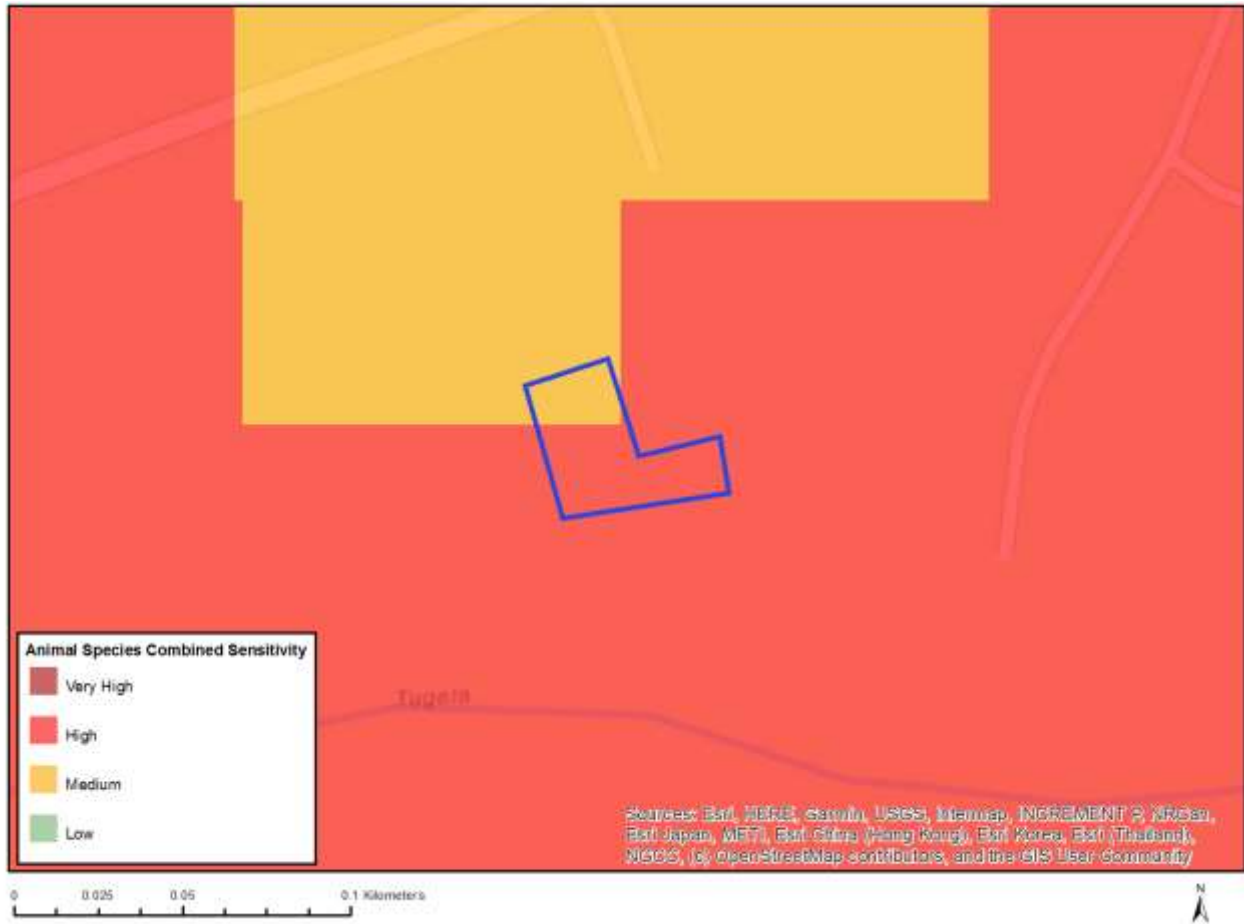 Tugela
Animal Species Combined Sensitivity
Very High
High
Medium
Low
Sources: Esri, HERE, Garmin, USGS, Intermap, INCREMENT P, NRCan,
Esri Japan, METI, Esri China (Hong Kong), Esri Korea, Esri (Thailand),
NGCC, (c) OpenStreetMap contributors, and the GIS User Community
0 0.025 0.05 0.1 Kilometers
N